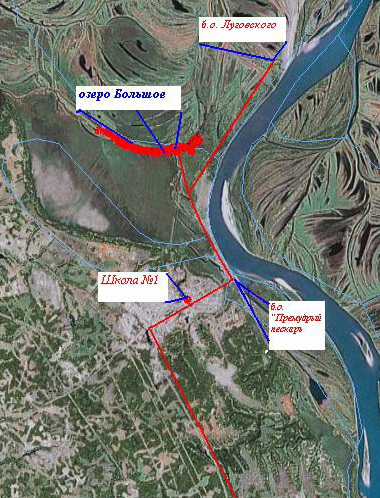 б.о. Луговского
озеро Большое
Школа №1
б.о.
"Премудрый
пескарь